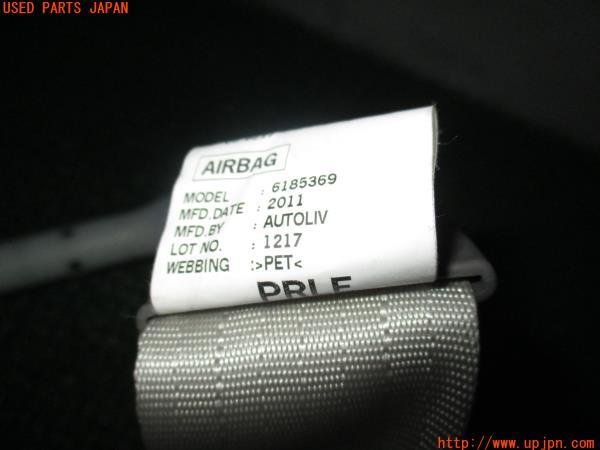 USED PARTS JAPAN
AIRBAG
MODEL : 6185369
MFD.DATE : 2011
MFD.BY : AUTOLIV
LOT NO. : 1217
WEBBING :>PET<
http://www.upjpn.com/